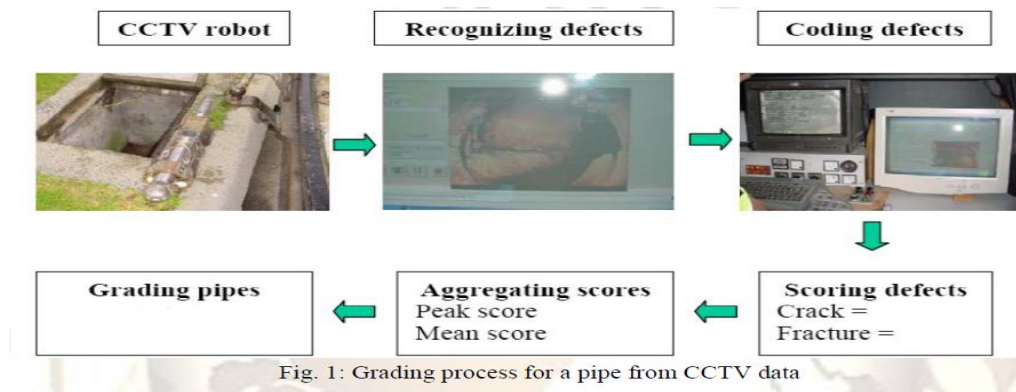 CCTV robot
Recognizing defects
Coding defects
Scoring defects
Crack =
Fracture =
Aggregating scores
Peak score
Mean score
Grading pipes
Fig. 1: Grading process for a pipe from CCTV data